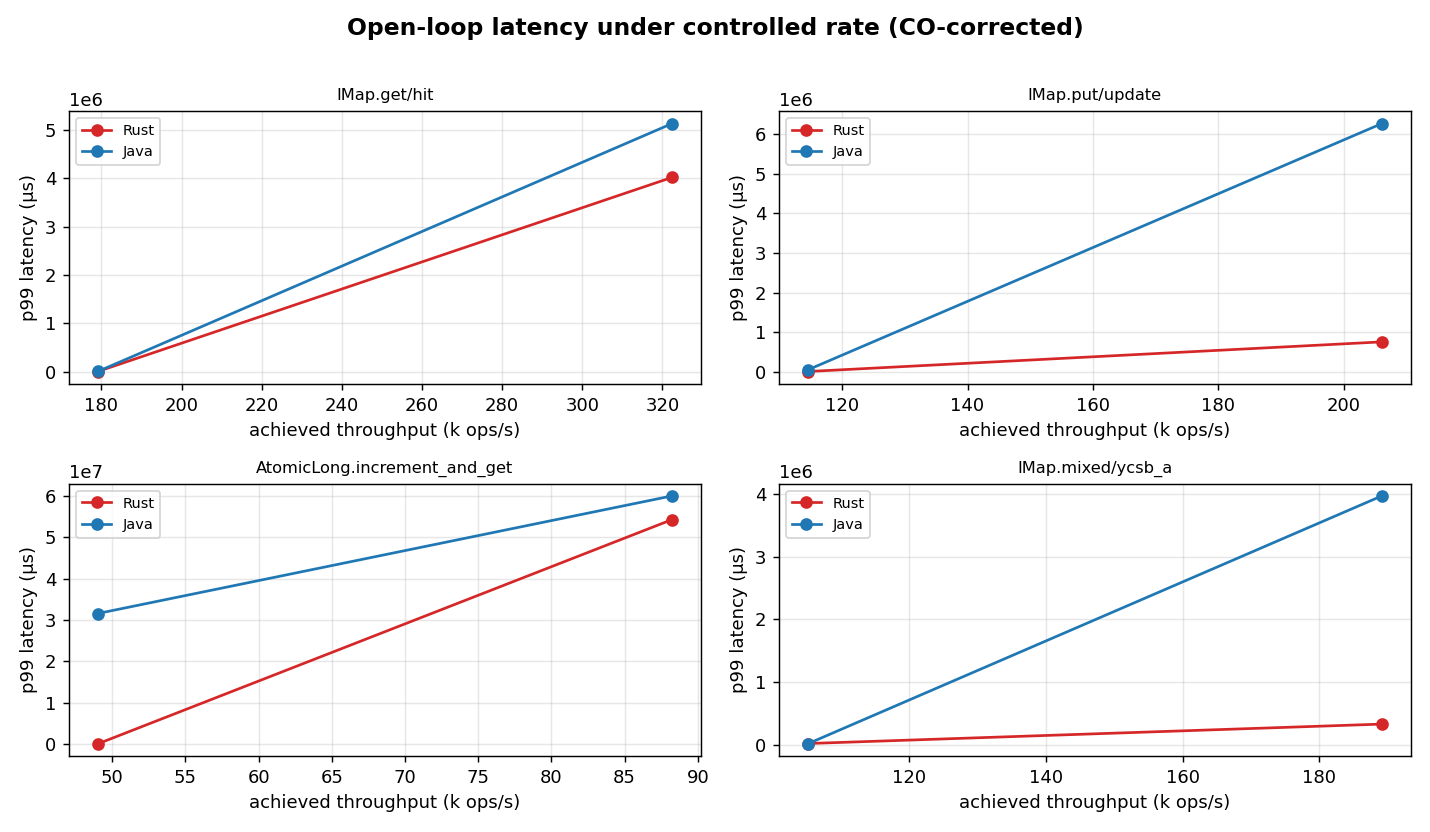 Open-loop latency under controlled rate (CO-corrected)
IMap.get/hit
1e6
Rust
Java
5
4
3
2
1
0
p99 latency (µs)
180 200 220 240 260 280 300 320
achieved throughput (k ops/s)
IMap.put/update
1e6
Rust
Java
6
5
4
3
2
1
0
p99 latency (µs)
120 140 160 180 200
achieved throughput (k ops/s)
AtomicLong.increment_and_get
1e7
Rust
Java
6
5
4
3
2
1
0
p99 latency (µs)
50 55 60 65 70 75 80 85 90
achieved throughput (k ops/s)
IMap.mixed/ycsb_a
1e6
Rust
Java
4
3
2
1
0
p99 latency (µs)
120 140 160 180
achieved throughput (k ops/s)